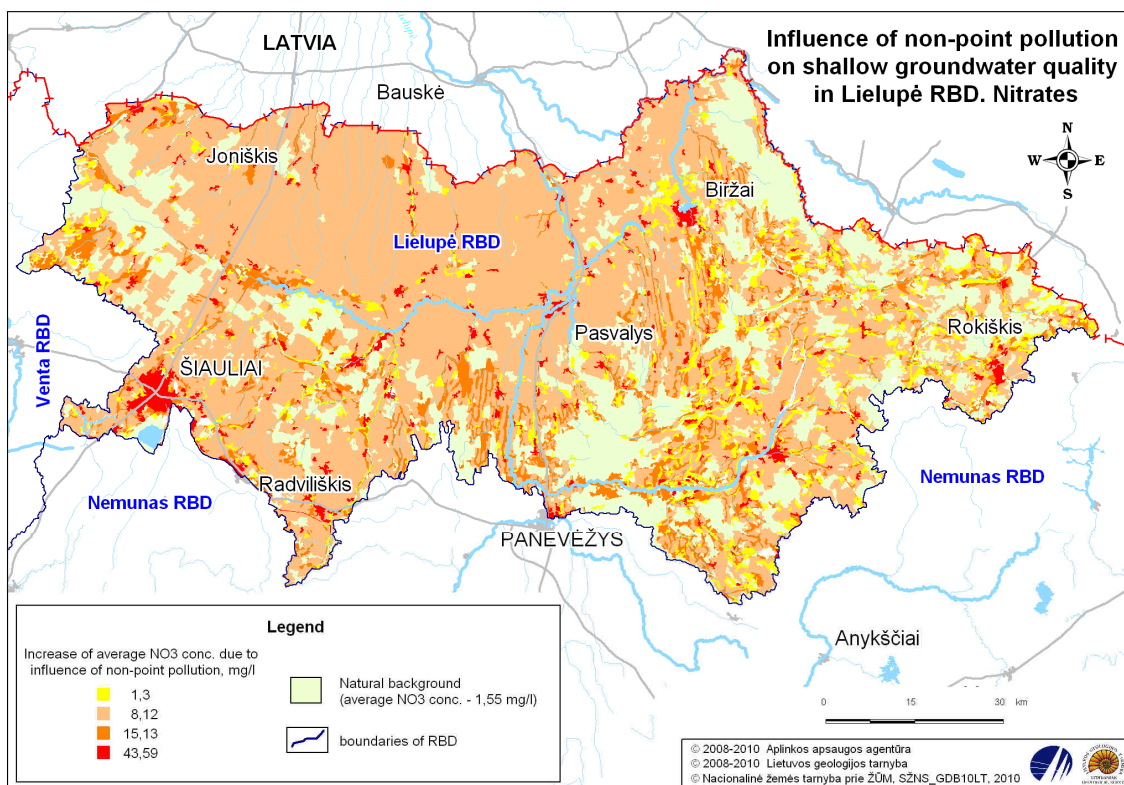 Influence of non-point pollution
on shallow groundwater quality
in Lielupė RBD. Nitrates
LATVIA
Bauskė
N
W
E
S
Joniškis
Biržai
Lielupė RBD
Venta RBD
Pasvalys
Rokiškis
ŠIAULIAI
Radviliškis
Nemunas RBD
Nemunas RBD
PANEVĖŽYS
Anykščiai
Legend
Increase of average NO3 conc. due to
influence of non-point pollution, mg/l
1,3
8,12
15,13
43,59
Natural background
(average NO3 conc. - 1,55 mg/l)
boundaries of RBD
0 15 30 km
© 2008-2010 Aplinkos apsaugos agentūra
© 2008-2010 Lietuvos geologijos tarnyba
© Nacionalinė žemės tarnyba prie ŽŪM, SŽNS_GDB10LT, 2010